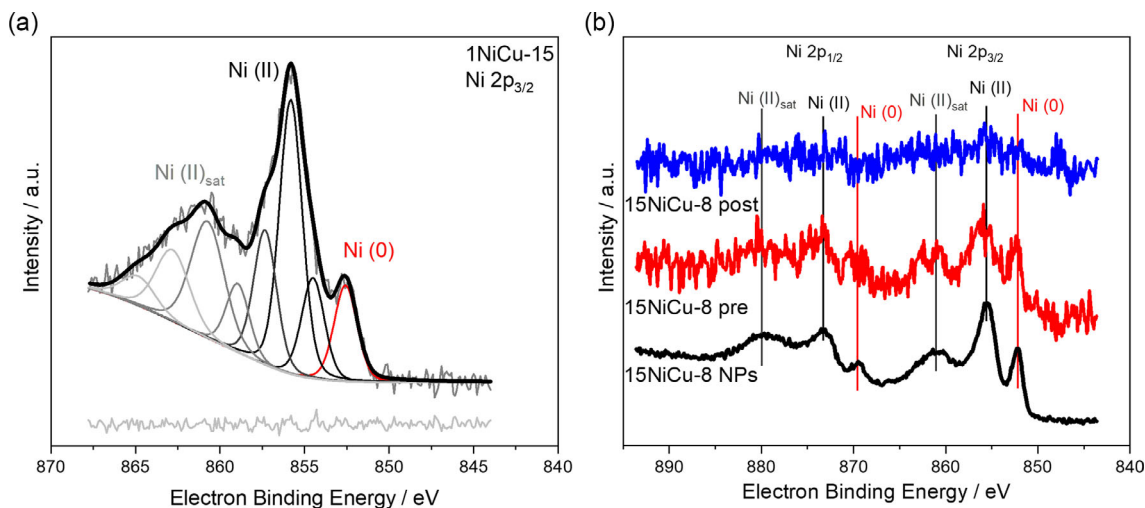 (a)
1NiCu-15
Ni 2p3/2
Ni (II)
Ni (II)sat
Ni (0)
Intensity / a.u.
870 865 860 855 850 845 840
Electron Binding Energy / eV
(b)
Ni 2p1/2 Ni 2p3/2
Ni (II)sat Ni (II) Ni (0) Ni (II)sat Ni (II) Ni (0)
15NiCu-8 post
15NiCu-8 pre
15NiCu-8 NPs
Intensity / a.u.
890 880 870 860 850 840
Electron Binding Energy / eV